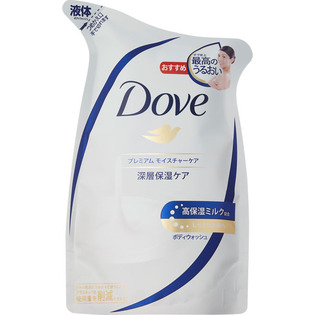 液体
おすすめ
最高の
うるおい
Dove
プレミアム モイスチャーケア
深層保湿ケア
高保湿ミルク
ボディウォッシュ
削減